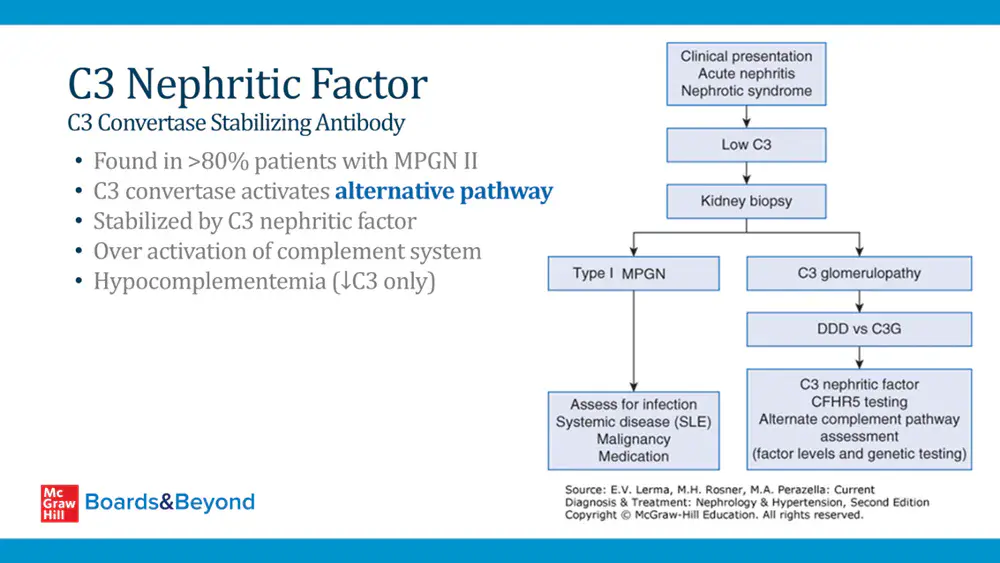 C3 Nephritic Factor
C3 Convertase Stabilizing Antibody
• Found in >80% patients with MPGN II
• C3 convertase activates alternative pathway
• Stabilized by C3 nephritic factor
• Over activation of complement system
• Hypocomplementemia (↓C3 only)
Clinical presentation
Acute nephritis
Nephrotic syndrome
Low C3
Kidney biopsy
Type I MPGN
C3 glomerulopathy
DDD vs C3G
Assess for infection
Systemic disease (SLE)
Malignancy
Medication
C3 nephritic factor
CFHR5 testing
Alternate complement pathway
assessment
(factor levels and genetic testing)
Mc
Graw
Hill
Boards&Beyond
Source: E.V. Lerma, M.H. Rosner, M.A. Perazella: Current
Diagnosis & Treatment: Nephrology & Hypertension, Second Edition
Copyright © McGraw-Hill Education. All rights reserved.